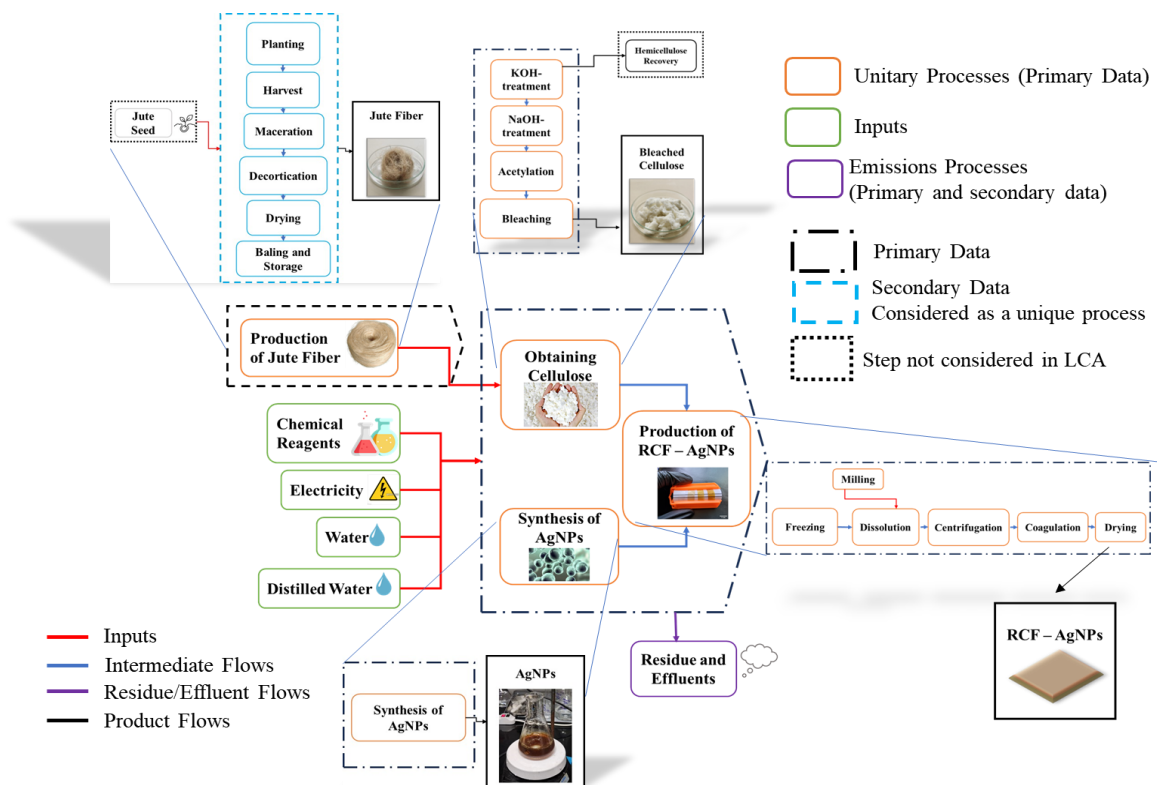 Planting
Harvest
Maceration
Decortication
Drying
Baling and
Storage
Jute
Seed
Jute Fiber
KOH-
treatment
NaOH-
treatment
Acetylation
Bleaching
Hemicellulose
Recovery
Bleached
Cellulose
Unitary Processes (Primary Data)
Inputs
Emissions Processes
(Primary and secondary data)
Primary Data
Secondary Data
Considered as a unique process
Step not considered in LCA
Production
of Jute Fiber
Obtaining
Cellulose
Production of
RCF – AgNPs
Synthesis of
AgNPs
Chemical
Reagents
Electricity
Water
Distilled Water
Milling
Freezing
Dissolution
Centrifugation
Coagulation
Drying
RCF – AgNPs
Residue and
Effluents
Inputs
Intermediate Flows
Residue/Effluent Flows
Product Flows
Synthesis of
AgNPs
AgNPs